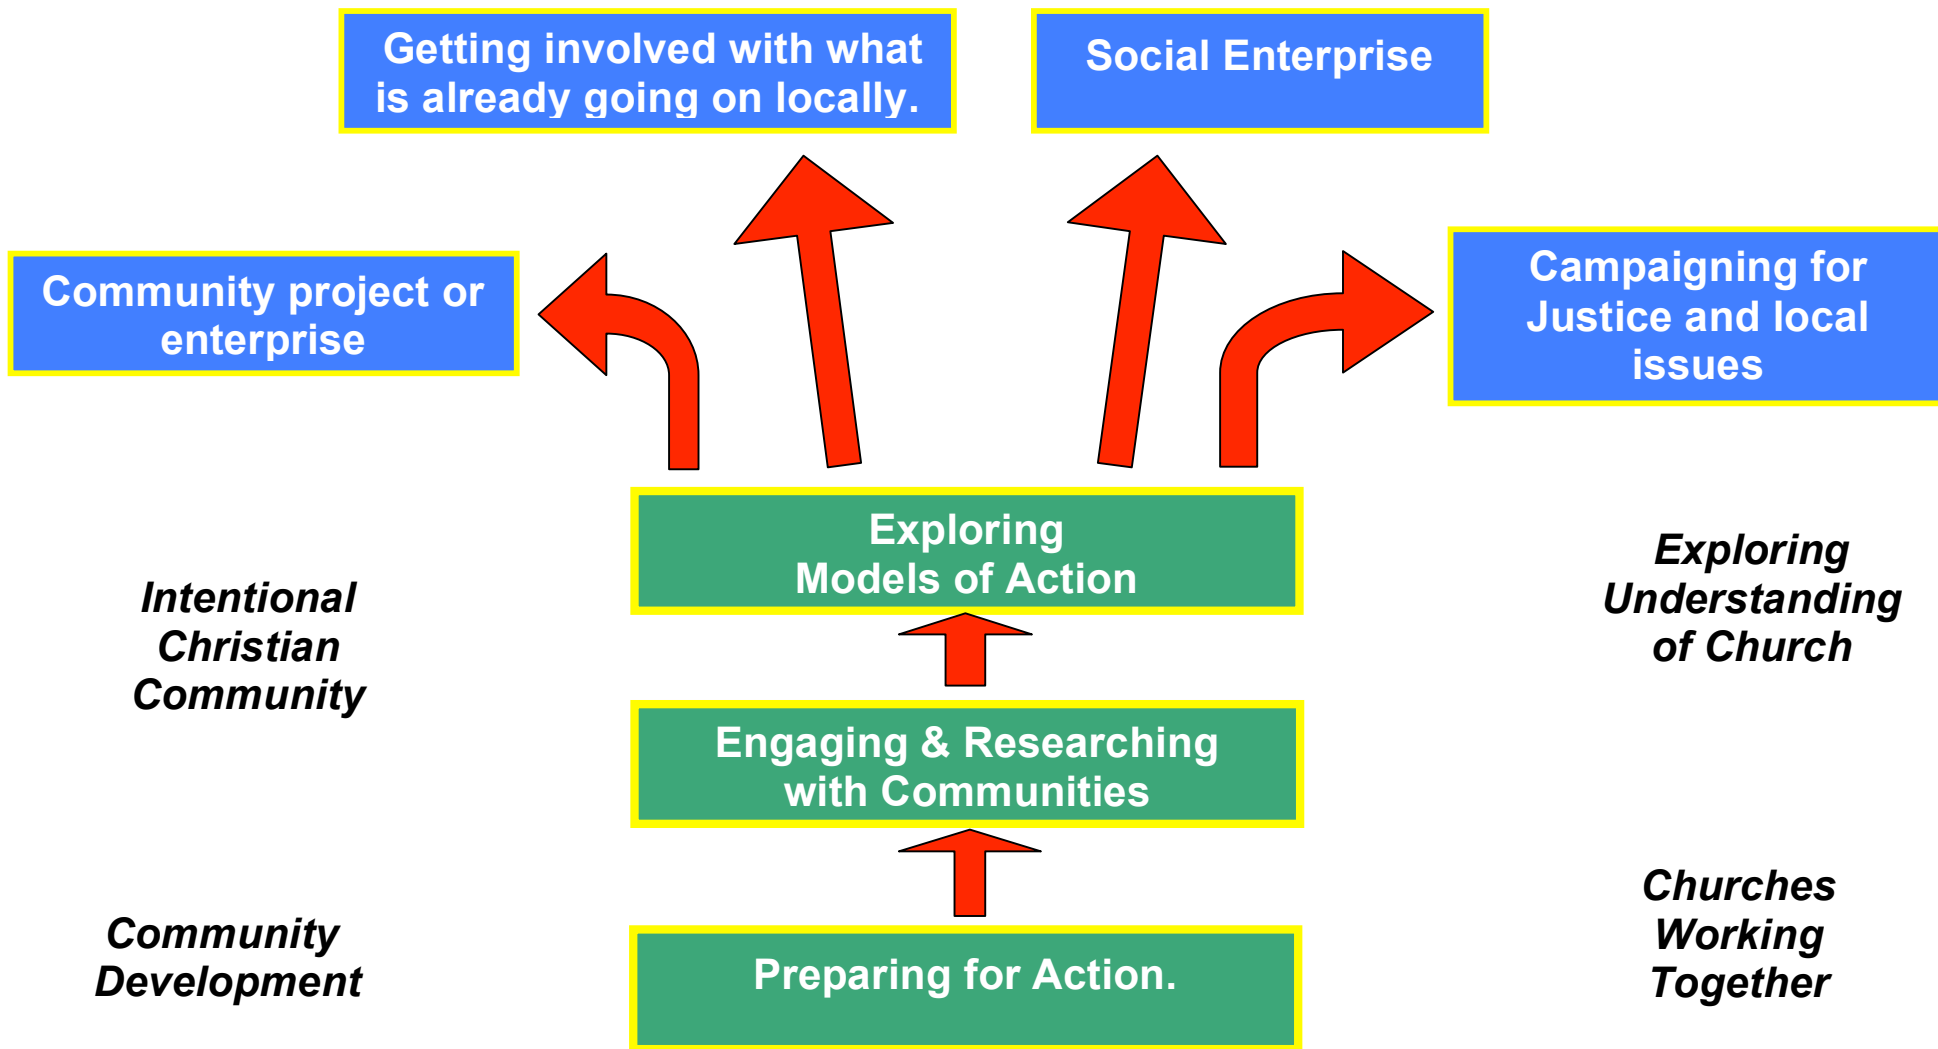 Getting involved with what
is already going on locally.
Social Enterprise
Community project or
enterprise
Campaigning for
Justice and local
issues
Exploring
Models of Action
Intentional
Christian
Community
Exploring
Understanding
of Church
Engaging & Researching
with Communities
Community
Development
Preparing for Action.
Churches
Working
Together